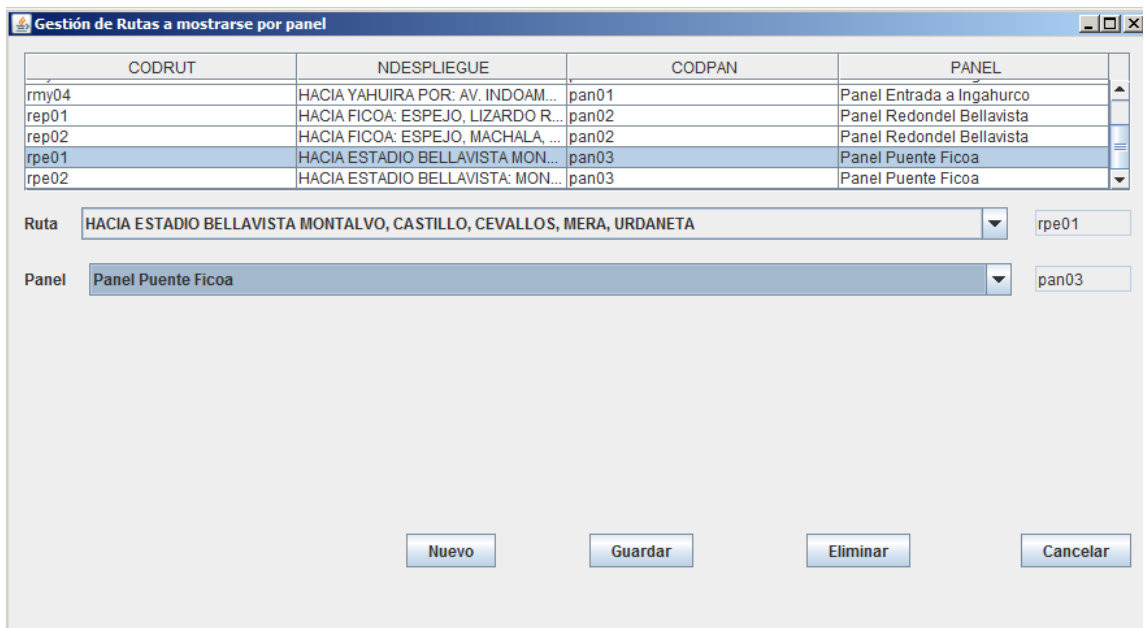 Gestión de Rutas a mostrarse por panel
CODRUT NDESPLIEGUE CODPAN PANEL
rmy04 HACIA YAHUIRA POR: AV. INDOAM... pan01 Panel Entrada a Ingahurco
rep01 HACIA FICOA: ESPEJO, LIZARDO R... pan02 Panel Redondel Bellavista
rep02 HACIA FICOA: ESPEJO, MACHALA, ... pan02 Panel Redondel Bellavista
rpe01 HACIA ESTADIO BELLAVISTA MON... pan03 Panel Puente Ficoa
rpe02 HACIA ESTADIO BELLAVISTA: MON... pan03 Panel Puente Ficoa
Ruta HACIA ESTADIO BELLAVISTA MONTALVO, CASTILLO, CEVALLOS, MERA, URDANETA rpe01
Panel Panel Puente Ficoa pan03
Nuevo Guardar Eliminar Cancelar